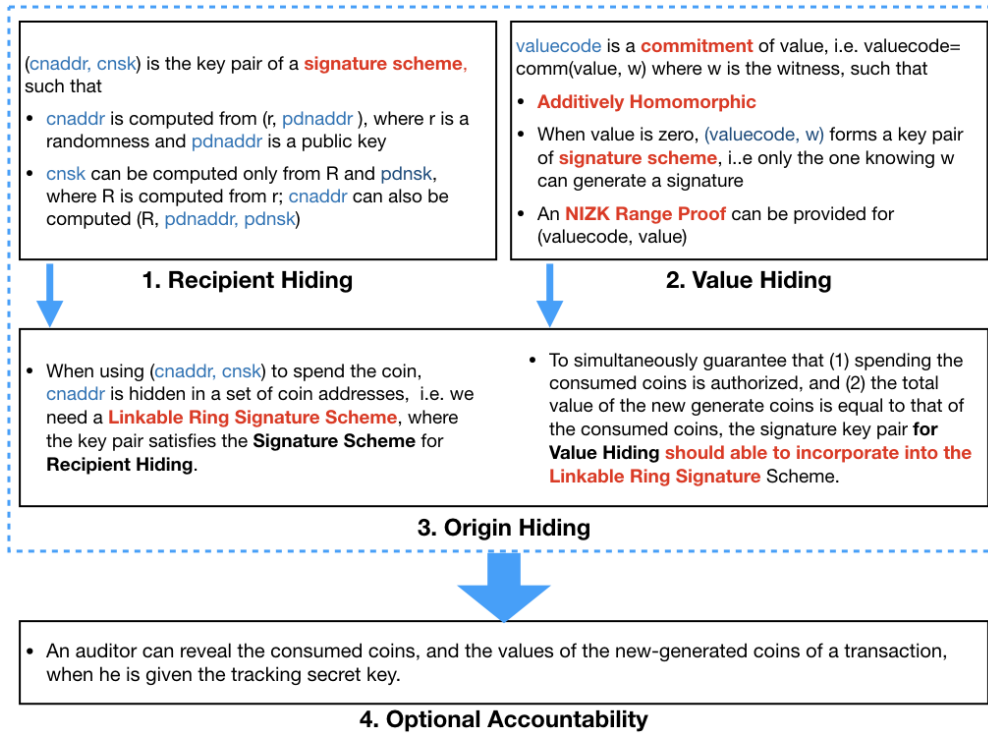 (cnaddr, cnsk) is the key pair of a signature scheme,
such that
• cnaddr is computed from (r, pdnaddr ), where r is a
randomness and pdnaddr is a public key
• cnsk can be computed only from R and pdnsk,
where R is computed from r; cnaddr can also be
computed (R, pdnaddr, pdnsk)
1. Recipient Hiding
valuecode is a commitment of value, i.e. valuecode=
comm(value, w) where w is the witness, such that
• Additively Homomorphic
• When value is zero, (valuecode, w) forms a key pair
of signature scheme, i..e only the one knowing w
can generate a signature
• An NIZK Range Proof can be provided for
(valuecode, value)
2. Value Hiding
• When using (cnaddr, cnsk) to spend the coin,
cnaddr is hidden in a set of coin addresses, i.e. we
need a Linkable Ring Signature Scheme, where
the key pair satisfies the Signature Scheme for
Recipient Hiding.
• To simultaneously guarantee that (1) spending the
consumed coins is authorized, and (2) the total
value of the new generate coins is equal to that of
the consumed coins, the signature key pair for
Value Hiding should able to incorporate into the
Linkable Ring Signature Scheme.
3. Origin Hiding
• An auditor can reveal the consumed coins, and the values of the new-generated coins of a transaction,
when he is given the tracking secret key.
4. Optional Accountability